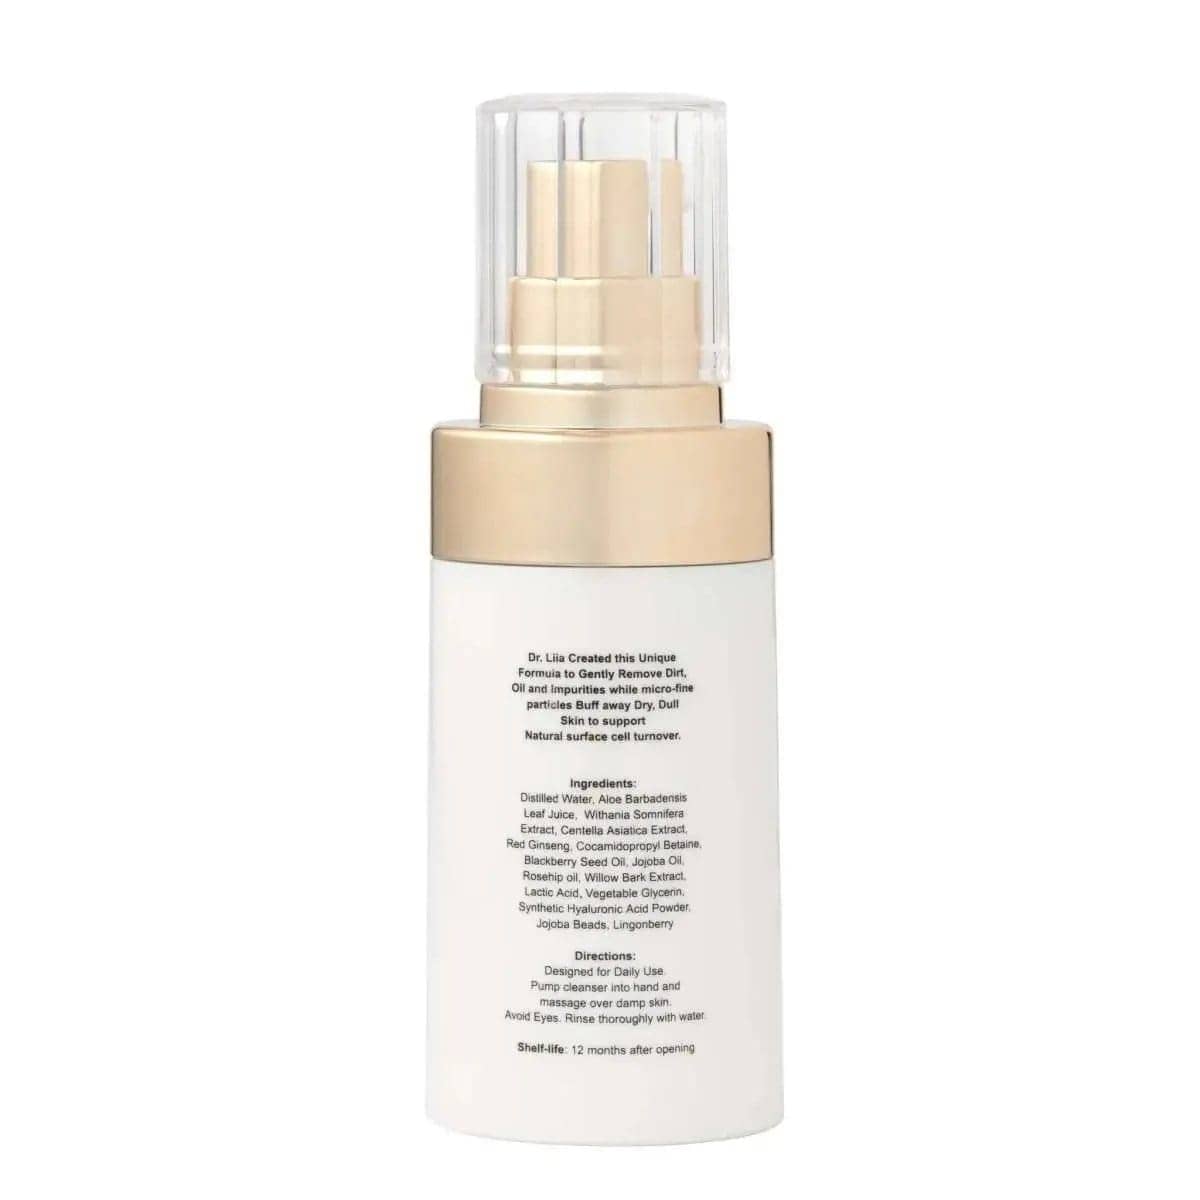 Dr. Liia Created this Unique
Formuia to Gently Remove Dirt,
Oil and Impurities while micro-fine
particles Buff away Dry, Dull
Skin to support
Natural surface cell turnover.
Ingredients:
Distilled Water, Aloe Barbadensis
Leaf Juice, Withania Somnifera
Extract, Centella Asiatica Extract,
Red Ginseng, Cocamidopropyl Betaine,
Blackberry Seed Oil, Jojoba Oil,
Rosehip oil, Willow Bark Extract,
Lactic Acid, Vegetable Glycerin,
Synthetic Hyaluronic Acid Powder,
Jojoba Beads, Lingonberry
Directions:
Designed for Daily Use.
Pump cleanser into hand and
massage over damp skin.
Avoid Eyes. Rinse thoroughly with water.
Shelf-life: 12 months after opening